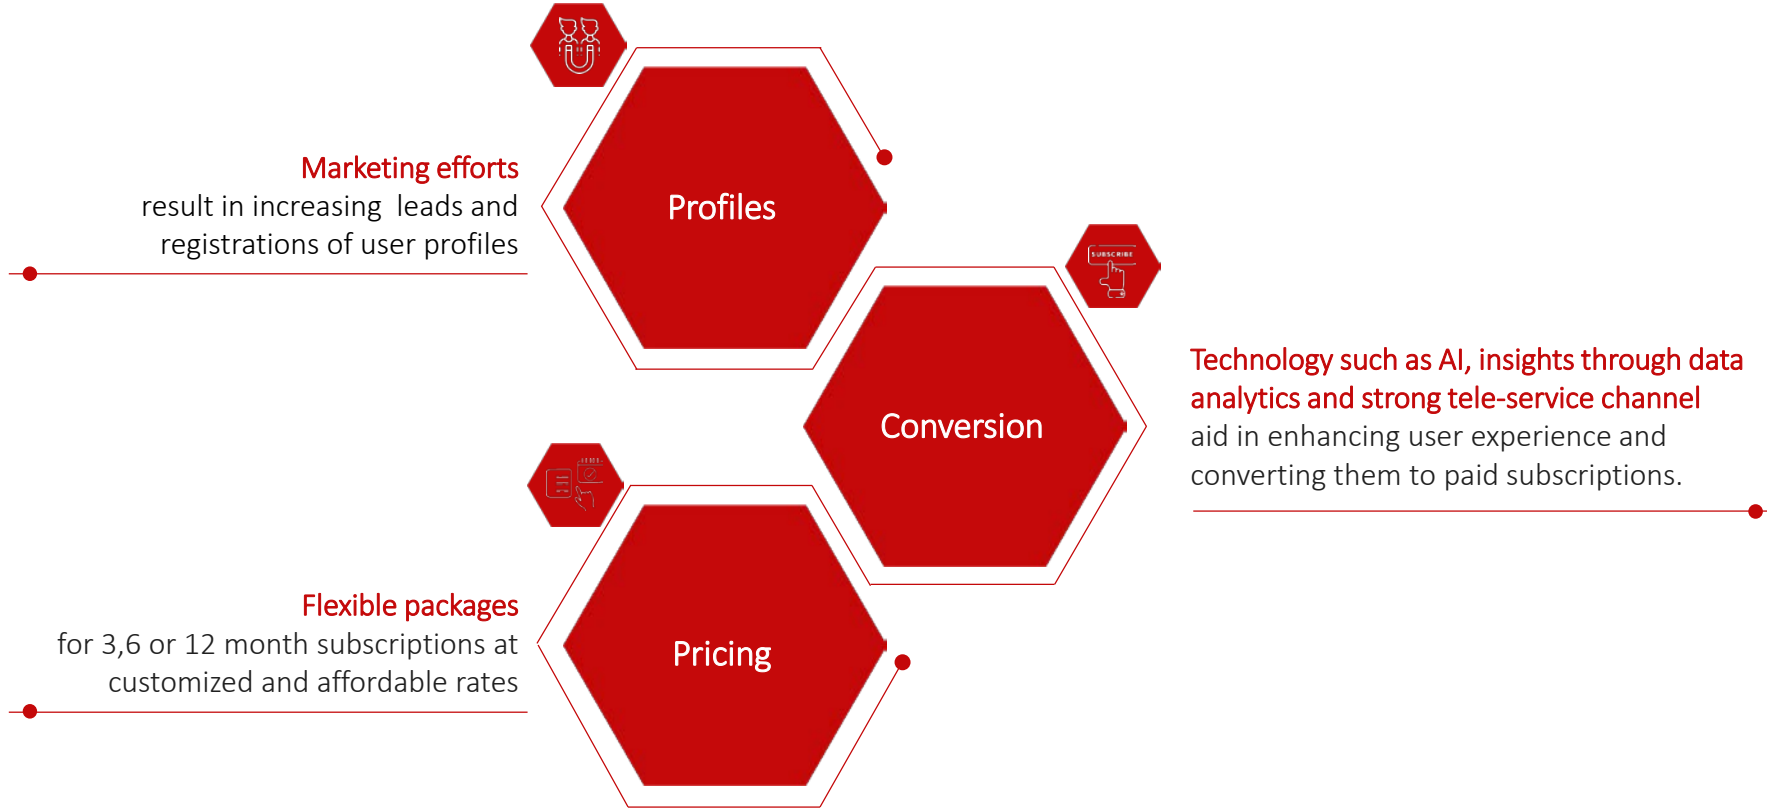 Marketing efforts
result in increasing leads and
registrations of user profiles
Profiles
SUBSCRIBE
Conversion
Technology such as AI, insights through data
analytics and strong tele-service channel
aid in enhancing user experience and
converting them to paid subscriptions.
Flexible packages
for 3,6 or 12 month subscriptions at
customized and affordable rates
Pricing